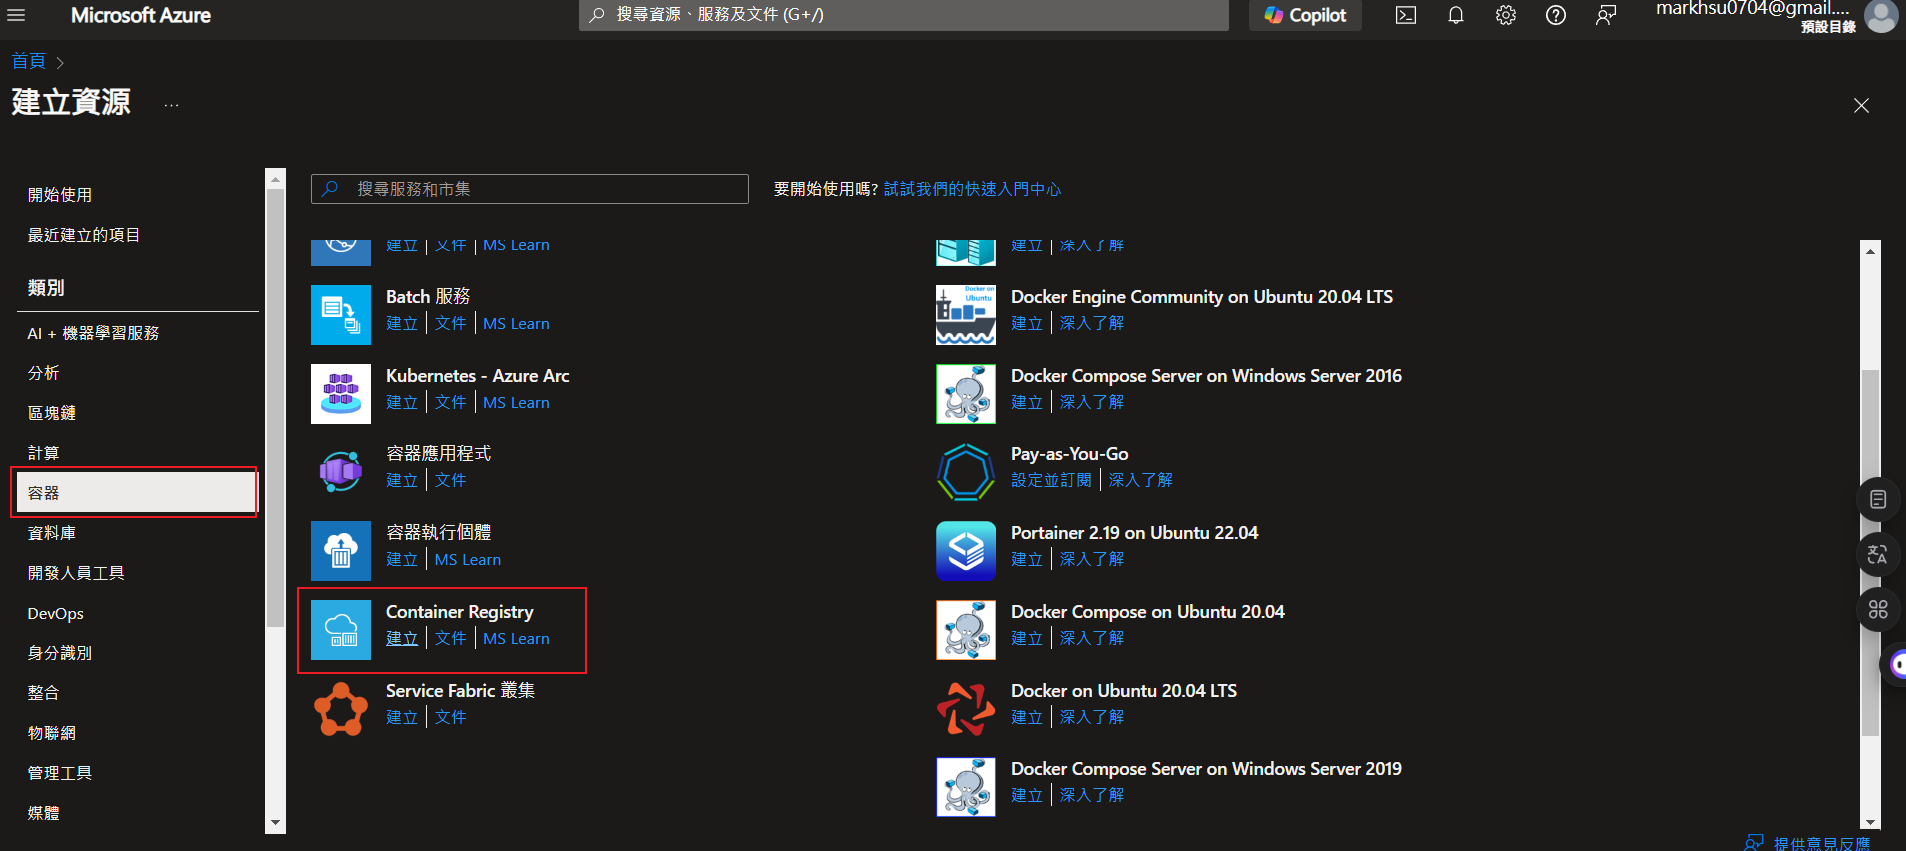 Microsoft Azure
搜尋資源、服務及文件 (G+/)
Copilot
markhsu0704@gmail....
預設目錄
首頁
建立資源
...
開始使用
最近建立的項目
類別
AI + 機器學習服務
分析
區塊鏈
計算
容器
資料庫
開發人員工具
DevOps
身分識別
整合
物聯網
管理工具
媒體
搜尋服務和市集
要開始使用嗎? 試試我們的快速入門中心
建立 文件 MS Learn
Batch 服務
建立 文件 MS Learn
Kubernetes - Azure Arc
建立 文件 MS Learn
容器應用程式
建立 文件
容器執行個體
建立 MS Learn
Container Registry
建立 文件 MS Learn
Service Fabric 叢集
建立 文件
建立 深入了解
Docker on
Ubuntu
Docker Engine Community on Ubuntu 20.04 LTS
建立 深入了解
Docker Compose Server on Windows Server 2016
建立 深入了解
Pay-as-You-Go
設定並訂閱 深入了解
Portainer 2.19 on Ubuntu 22.04
建立 深入了解
Docker Compose on Ubuntu 20.04
建立 深入了解
Docker on Ubuntu 20.04 LTS
建立 深入了解
Docker Compose Server on Windows Server 2019
建立 深入了解
提供意見反應